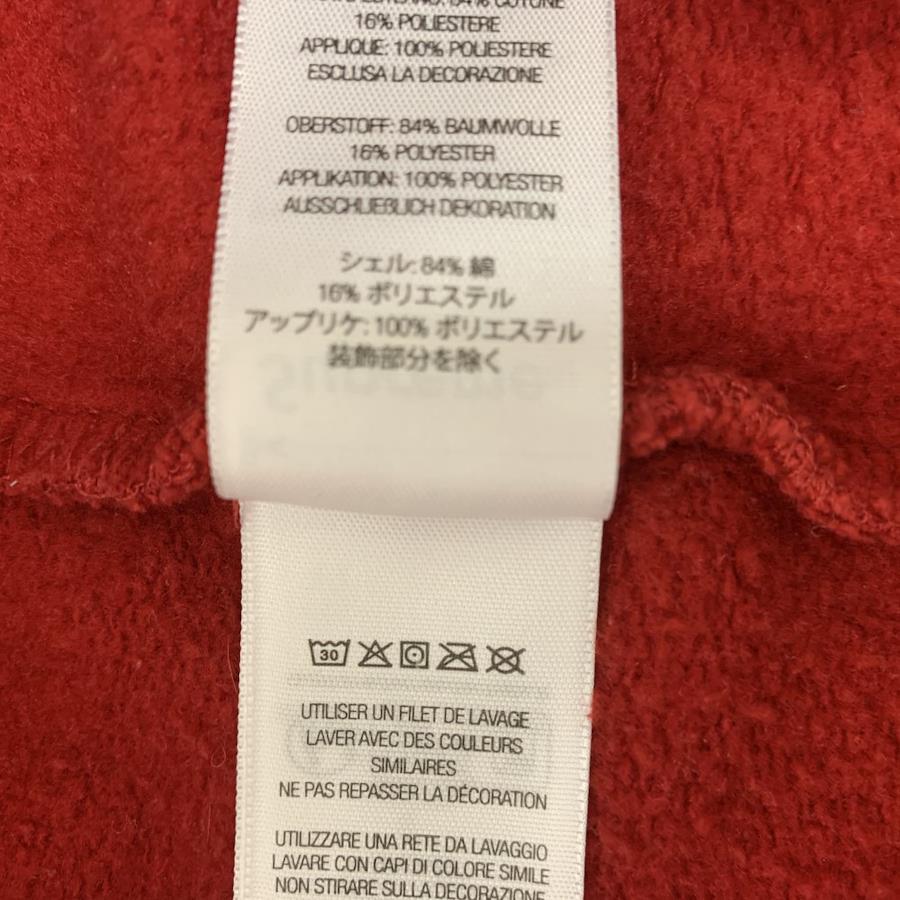 84% COTONE
16% POLIESTERE
APPLIQUE: 100% POLIESTERE
ESCLUSA LA DECORAZIONE
OBERSTOFF: 84% BAUMWOLLE
16% POLYESTER
APPLIKATION: 100% POLYESTER
AUSSCHLIEßLICH DEKORATION
シェル: 84% 綿
16% ポリエステル
アップリケ: 100% ポリエステル
装飾部分を除く
30
UTILISER UN FILET DE LAVAGE
LAVER AVEC DES COULEURS
SIMILAIRES
NE PAS REPASSER LA DÉCORATION
UTILIZZARE UNA RETE DA LAVAGGIO
LAVARE CON CAPI DI COLORE SIMILE
NON STIRARE SULLA DECORAZIONE